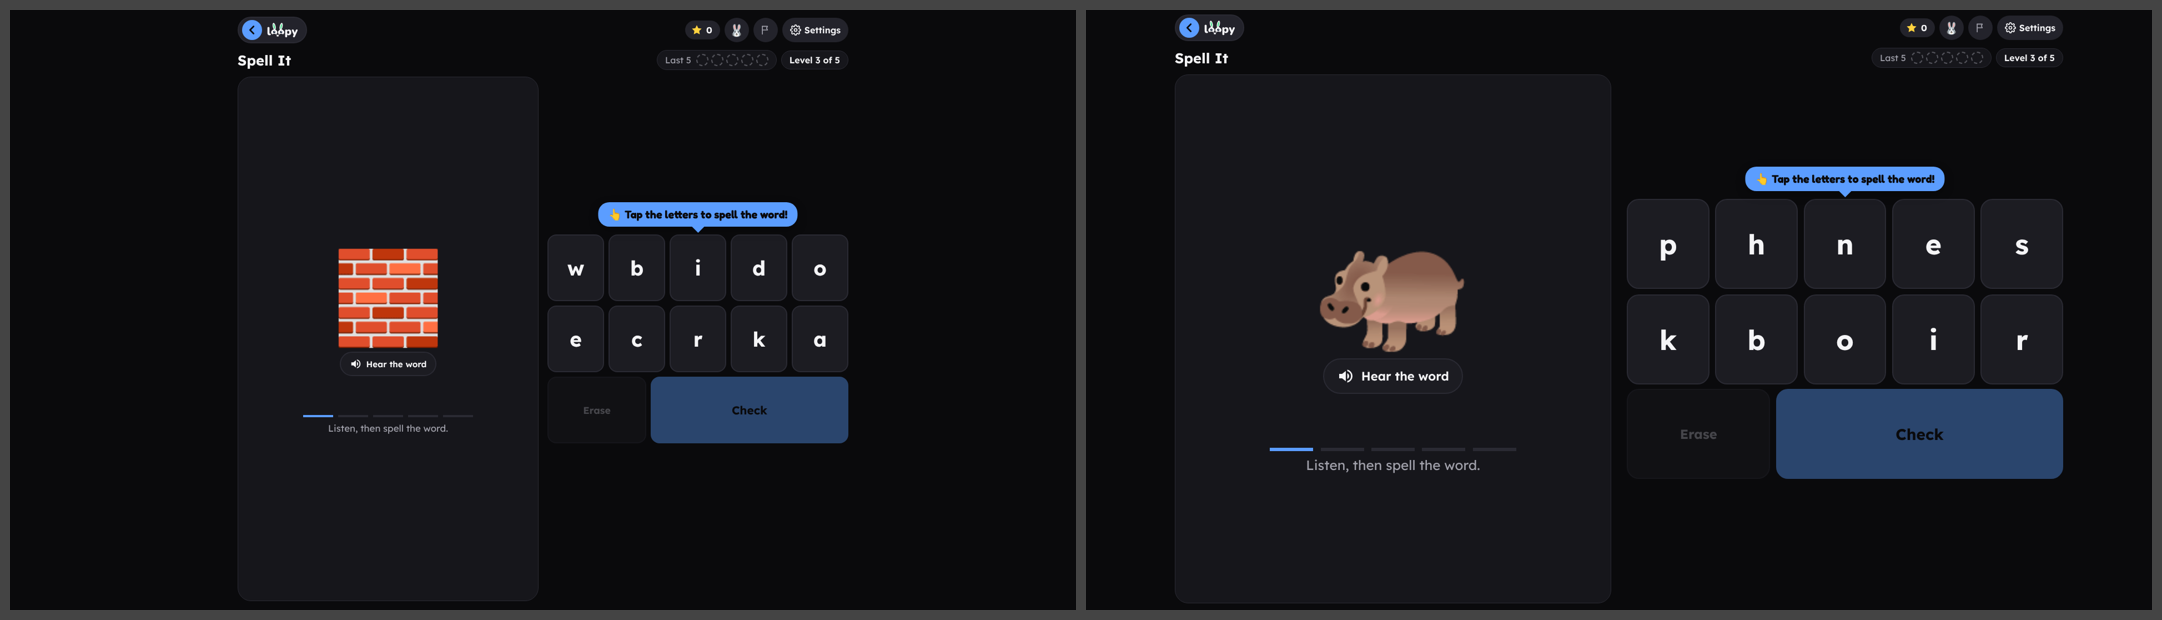 loopy
0
Settings
Spell It
Last 5
Level 3 of 5
Hear the word
Listen, then spell the word.
👆 Tap the letters to spell the word!
w b i d o
e c r k a
Erase
Check
loopy
0
Settings
Spell It
Last 5
Level 3 of 5
Hear the word
Listen, then spell the word.
👆 Tap the letters to spell the word!
p h n e s
k b o i r
Erase
Check